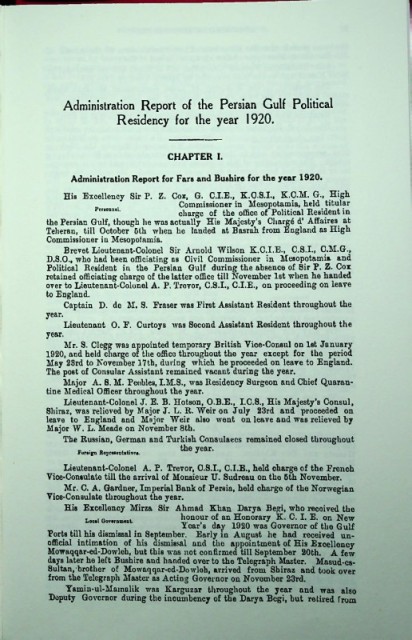 Administration Report of the Persian Gulf Political
Residency for the year 1920.
CHAPTER I.
Administration Report for Fars and Bushire for the year 1920.
His Excellency Sir P. Z. Cox, G. C.I.E., K.C.S.I., K.C.M. G., High
Personnel.
Commissioner in Mesopotamia, held titular
charge of the office of Political Resident in
the Persian Gulf, though he was actually His Majesty's Chargé d' Affaires at
Teheran, till October 5th when he landed at Basrah from England as High
Commissioner in Mesopotamia.
Brevet Lieutenant-Colonel Sir Arnold Wilson K.C.I.E., C.S.I., C.M.G.,
D.S.O., who had been officiating as Civil Commissioner in Mesopotamia and
Political Resident in the Persian Gulf during the absence of Sir P. Z. Cox
retained officiating charge of the latter office till November 1st when he handed
over to Lieutenant-Colonel A. P. Trevor, C.S.I., C.I.E., on proceeding on leave
to England.
Captain D. de M. S. Fraser was First Assistant Resident throughout the
year.
Lieutenant O. F. Curtoys was Second Assistant Resident throughout the
year.
Mr. S. Clegg was appointed temporary British Vice-Consul on 1st January
1920, and held charge of the office throughout the year except for the period
May 23rd to November 17th, during which he proceeded on leave to England.
The post of Consular Assistant remained vacant during the year.
Major A. S. M. Peebles, I.M.S., was Residency Surgeon and Chief Quaran-
tine Medical Officer throughout the year.
Lieutenant-Colonel J. E. B. Hotson, O.B.E., I.C.S., His Majesty's Consul,
Shiraz, was relieved by Major J. L. R. Weir on July 23rd and proceeded on
leave to England and Major Weir also went on leave and was relieved by
Major W. L. Meade on November 8th.
The Russian, German and Turkish Consulates remained closed throughout
Foreign Representatives.
the year.
Lieutenant-Colonel A. P. Trevor, C.S.I., C.I.E., held charge of the French
Vice-Consulate till the arrival of Monsieur U. Sudreau on the 5th November.
Mr. C. A. Gardner, Imperial Bank of Persia, held charge of the Norwegian
Vice-Consulate throughout the year.
His Excellency Mirza Sir Ahmad Khan Darya Begi, who received the
Local Government.
honour of an Honorary K. C. I. E. on New
Year's day 1920 was Governor of the Gulf
Ports till his dismissal in September. Early in August he had received un-
official intimation of his dismissal and the appointment of His Excellency
Mowaqqar-ed-Dowleh, but this was not confirmed till September 20th. A few
days later he left Bushire and handed over to the Telegraph Master. Masud-es-
Sultan, brother of Mowaqqar-ed-Dowleh, arrived from Shiraz and took over
from the Telegraph Master as Acting Governor on November 23rd.
Yamin-ul-Mamalik was Karguzar throughout the year and was also
Deputy Governor during the incumbency of the Darya Begi, but retired from